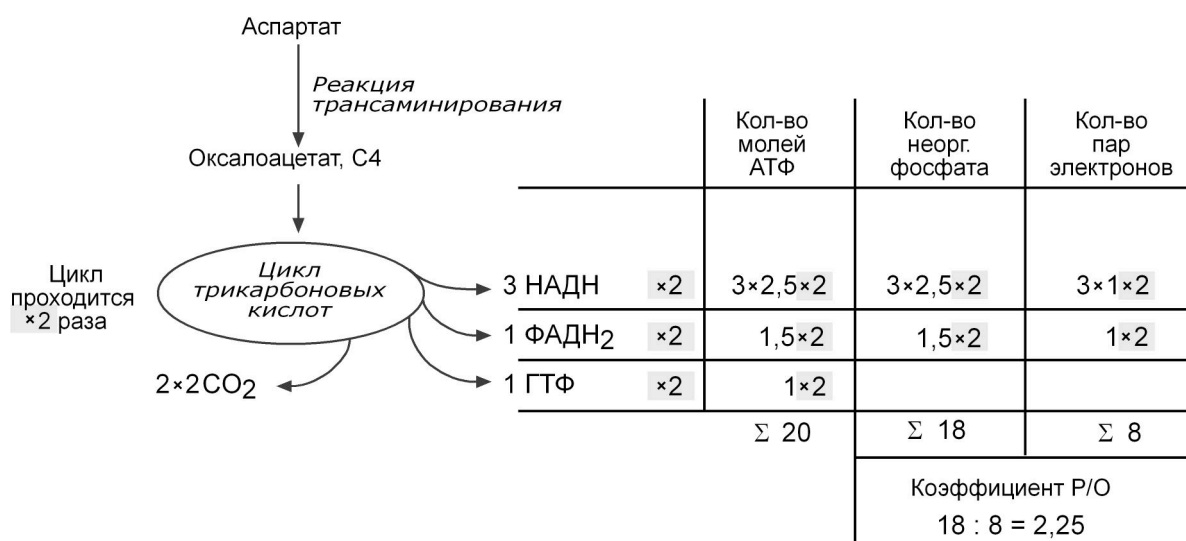 Аспартат
Реакция
трансаминирования
Оксалоацетат, С4
Кол-во
молей
АТФ
Кол-во
неорг.
фосфата
Кол-во
пар
электронов
Цикл
проходится
×2 раза
Цикл
трикарбоновых
кислот
3 НАДН ×2 3×2,5×2 3×2,5×2 3×1×2
1 ФАДН2 ×2 1,5×2 1,5×2 1×2
2×2CO2
1 ГТФ ×2 1×2
Σ 20 Σ 18 Σ 8
Коэффициент Р/О
18 : 8 = 2,25